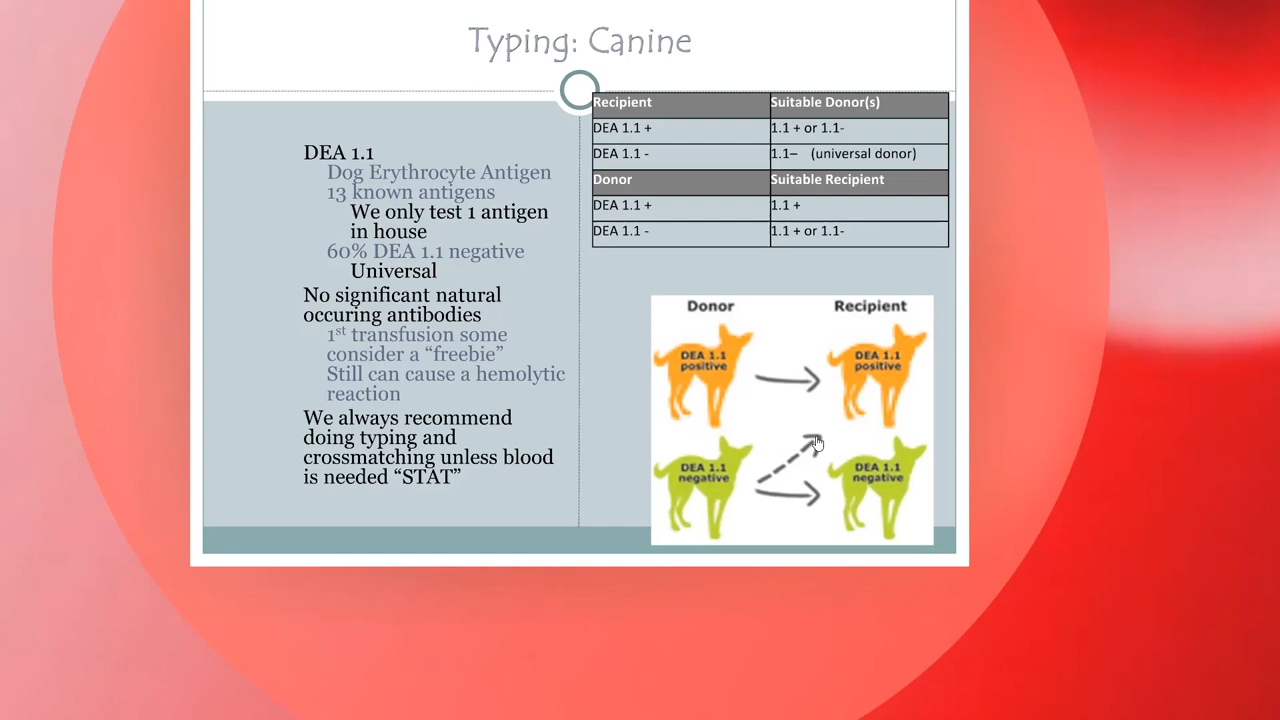 Typing: Canine
DEA 1.1
Dog Erythrocyte Antigen
13 known antigens
We only test 1 antigen
in house
60% DEA 1.1 negative
Universal
No significant natural
occuring antibodies
1st transfusion some
consider a “freebie”
Still can cause a hemolytic
reaction
We always recommend
doing typing and
crossmatching unless blood
is needed “STAT”
Recipient Suitable Donor(s)
DEA 1.1 + 1.1 + or 1.1-
DEA 1.1 - 1.1– (universal donor)
Donor Suitable Recipient
DEA 1.1 + 1.1 +
DEA 1.1 - 1.1 + or 1.1-
Donor Recipient
DEA 1.1 DEA 1.1
positive positive
DEA 1.1 DEA 1.1
negative negative